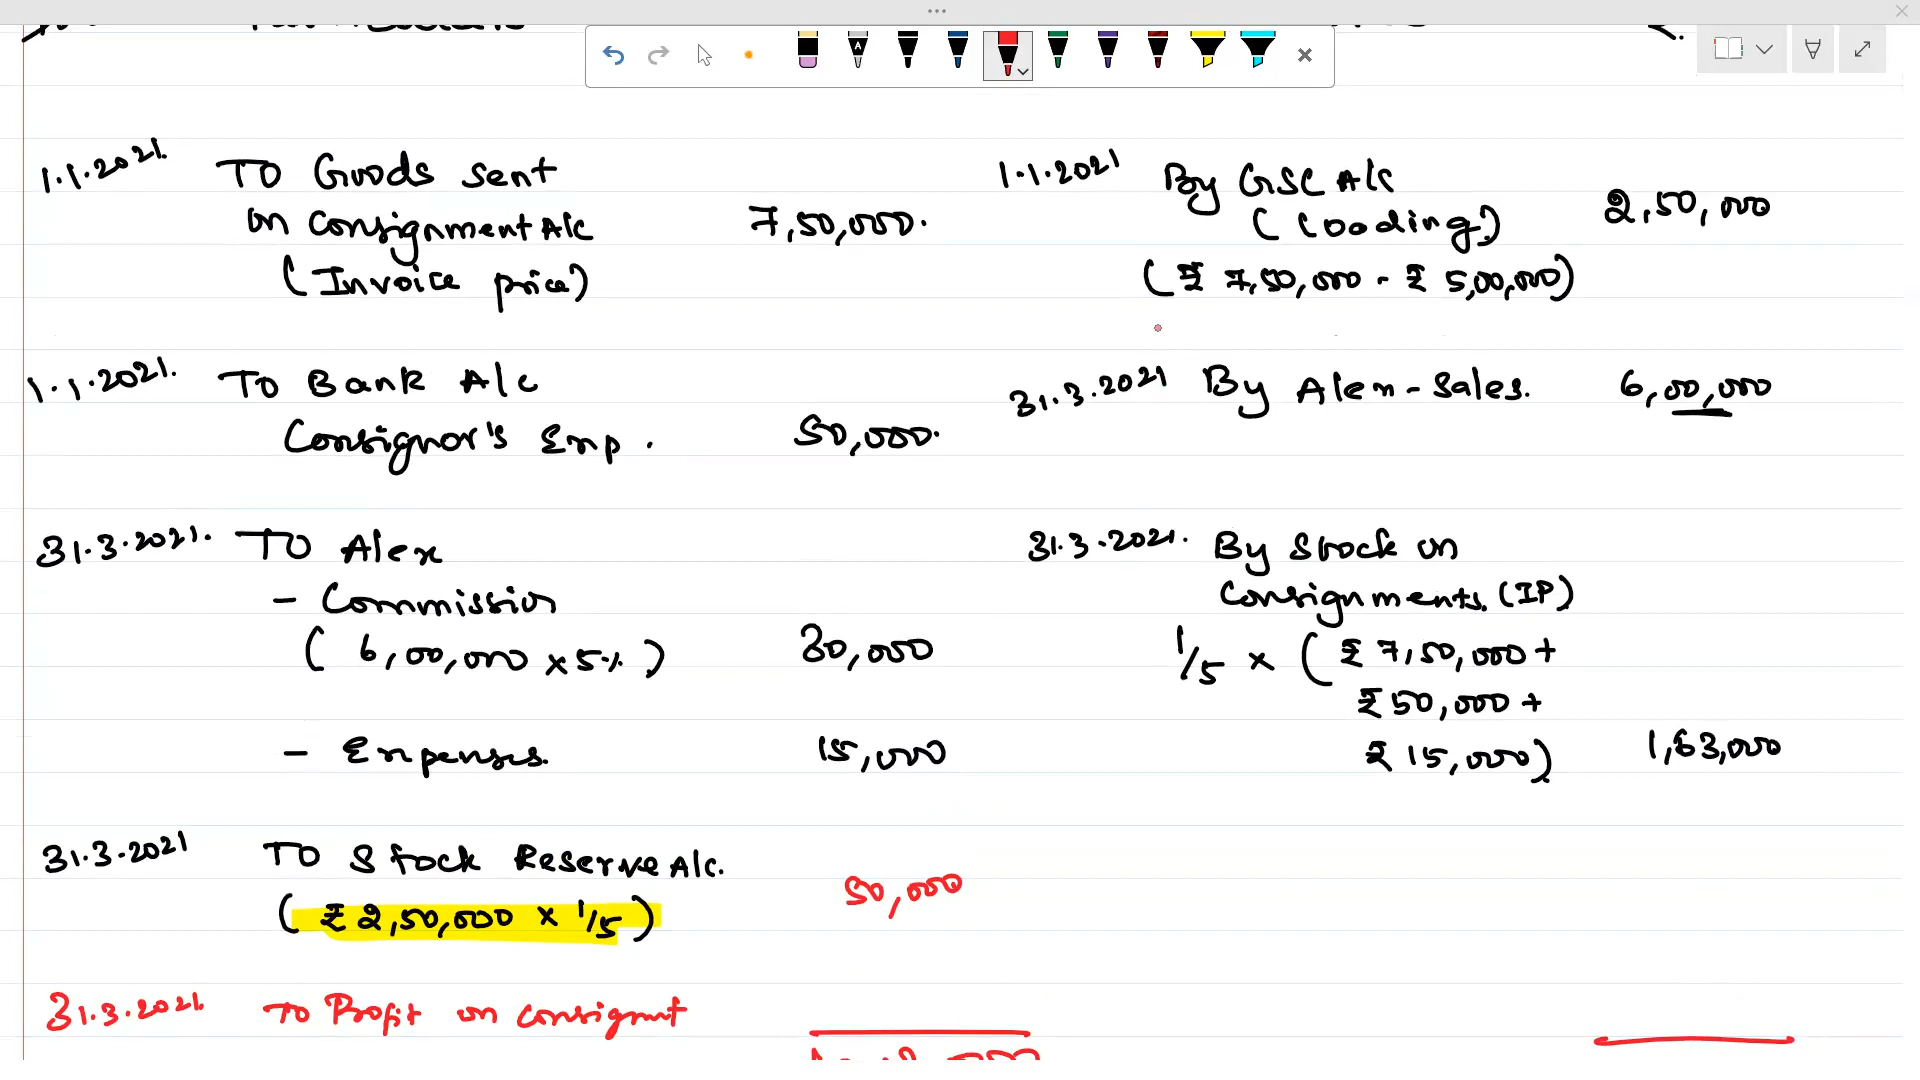 1.1.2021. To Goods sent
on Consignment A/c 7,50,000.
(Invoice price)
1.1.2021 By GSC A/c
(Loading) 2,50,000
(₹ 7,50,000 - ₹ 5,00,000)
1.1.2021. To Bank A/c
Consignor's Exp. 50,000.
31.3.2021 By Alex - Sales. 6,00,000
31.3.2021. To Alex
- Commission
(6,00,000 x 5%) 30,000
- Expenses. 15,000
31.3.2021. By Stock on
Consignments. (IP)
1/5 x (₹ 7,50,000 +
₹ 50,000 +
₹ 15,000) 1,63,000
31.3.2021 To Stock Reserve A/c.
(₹ 2,50,000 x 1/5) 50,000
31.3.2021. To Profit on consignmt